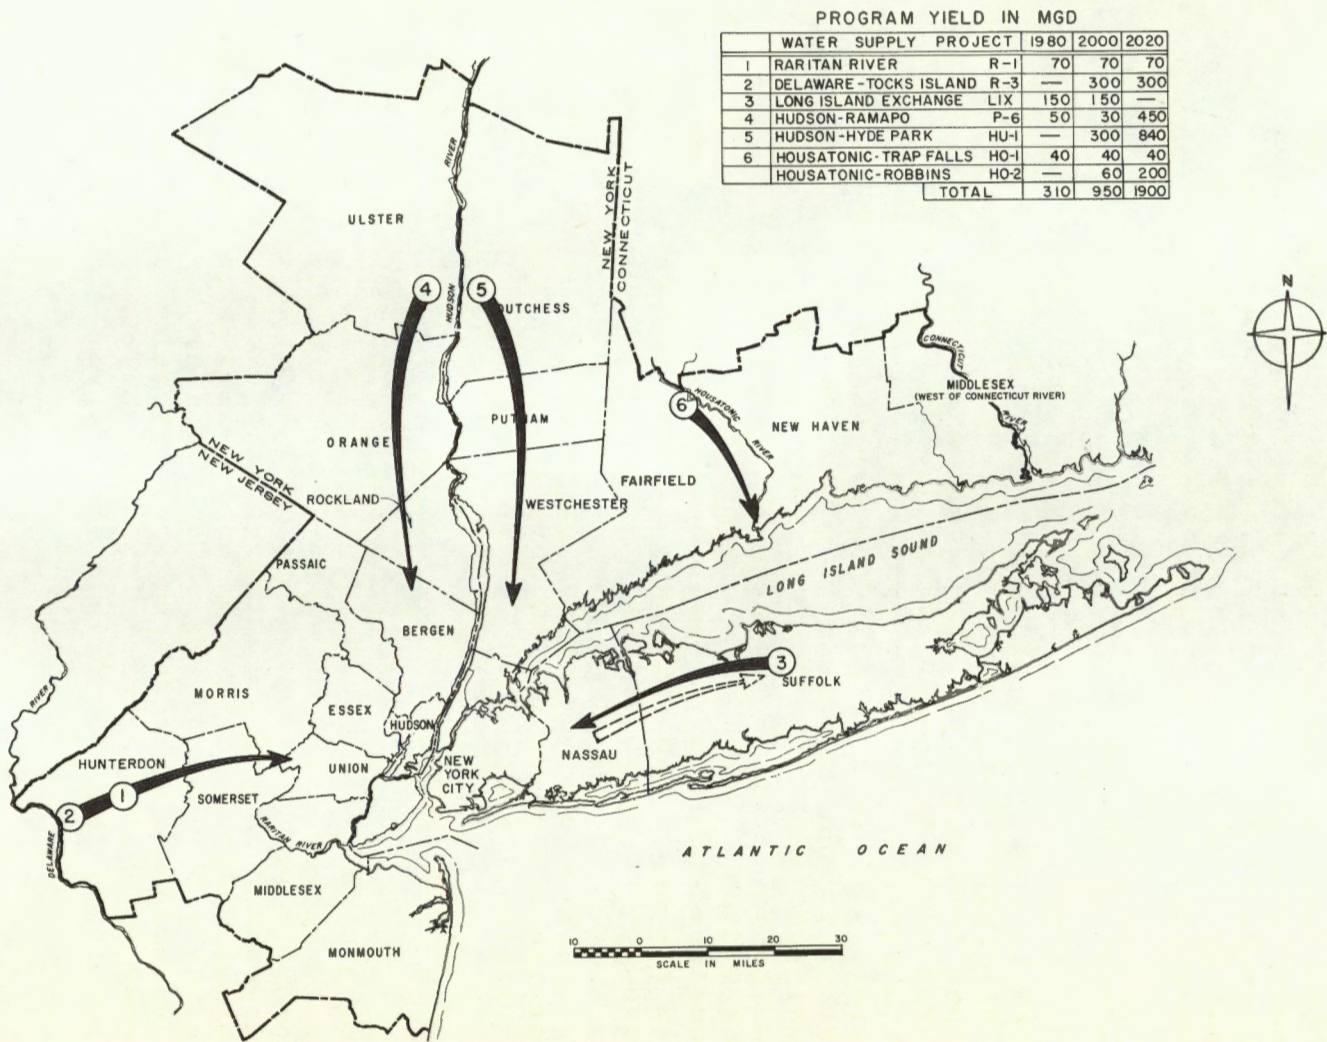 PROGRAM YIELD IN MGD
WATER SUPPLY PROJECT 1980 2000 2020
1 RARITAN RIVER R-1 70 70 70
2 DELAWARE-TOCKS ISLAND R-3 — 300 300
3 LONG ISLAND EXCHANGE LIX 150 150 —
4 HUDSON-RAMAPO P-6 50 30 450
5 HUDSON-HYDE PARK HU-1 — 300 840
6 HOUSATONIC-TRAP FALLS HO-1 40 40 40
HOUSATONIC-ROBBINS HO-2 — 60 200
TOTAL 310 950 1900
RIVER
HUDSON
ULSTER
NEW YORK
CONNECTICUT
N
4
5
DUTCHESS
CONNECTICUT
RIVER
MIDDLESEX
(WEST OF CONNECTICUT RIVER)
6
HOUSATONIC
RIVER
NEW HAVEN
PUTNAM
ORANGE
NEW YORK
NEW JERSEY
ROCKLAND
FAIRFIELD
WESTCHESTER
LONG ISLAND SOUND
PASSAIC
BERGEN
3
SUFFOLK
RIVER
MORRIS
ESSEX
HUDSON
NASSAU
HUNTERDON
UNION
NEW
YORK
CITY
1
2
SOMERSET
RARITAN RIVER
DELAWARE
ATLANTIC OCEAN
MIDDLESEX
MONMOUTH
10 0 10 20 30
SCALE IN MILES